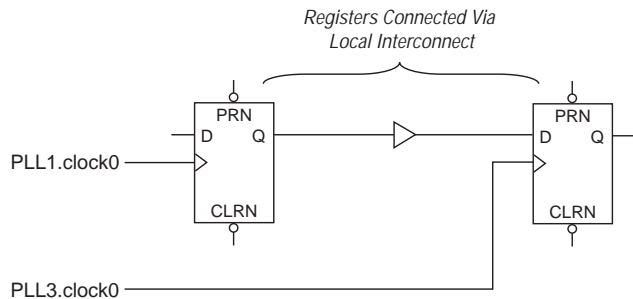 Registers Connected Via
Local Interconnect
PRN
D Q
CLRN
PRN
D Q
CLRN
PLL1.clock0
PLL3.clock0